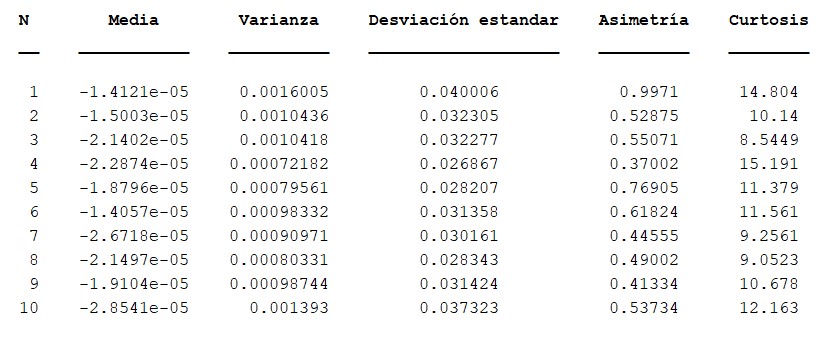 N Media Varianza Desviación estandar Asimetría Curtosis
1 -1.4121e-05 0.0016005 0.040006 0.9971 14.804
2 -1.5003e-05 0.0010436 0.032305 0.52875 10.14
3 -2.1402e-05 0.0010418 0.032277 0.55071 8.5449
4 -2.2874e-05 0.00072182 0.026867 0.37002 15.191
5 -1.8796e-05 0.00079561 0.028207 0.76905 11.379
6 -1.4057e-05 0.00098332 0.031358 0.61824 11.561
7 -2.6718e-05 0.00090971 0.030161 0.44555 9.2561
8 -2.1497e-05 0.00080331 0.028343 0.49002 9.0523
9 -1.9104e-05 0.00098744 0.031424 0.41334 10.678
10 -2.8541e-05 0.001393 0.037323 0.53734 12.163